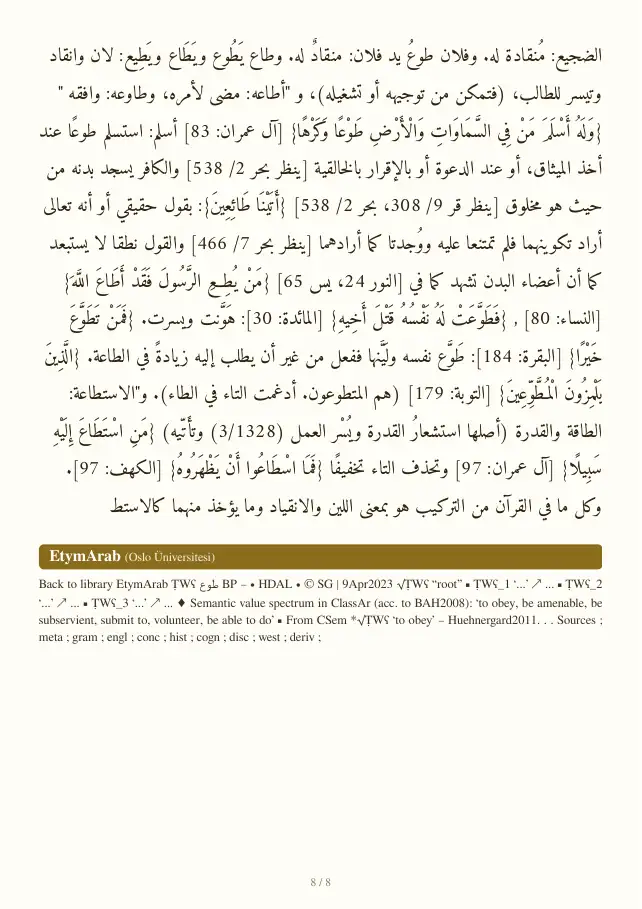 الضجيع: مُنقادة له. وفلان طوعُ يد فلان: منقادٌ له. وطاع يَطُوع ويَطَاع ويَطِيع: لان وانقاد
وتيسر للطالب، (فتمكن من توجيهه أو تشغيله)، و "أطاعه: مضى لأمره، وطاوعه: وافقه "
{وَلَهُ أَسْلَمَ مَنْ فِي السَّمَاوَاتِ وَالْأَرْضِ طَوْعًا وَكَرْهًا} [آل عمران: 83] أسلم: استسلم طوعًا عند
أخذ الميثاق، أو عند الدعوة أو بالإقرار بالخالقية [ينظر بحر 2/ 538] والكافر يسجد بدنه من
حيث هو مخلوق [ينظر قر 9/ 308، بحر 2/ 538] {أَتَيْنَا طَائِعِينَ}: بقول حقيقي أو أنه تعالى
أراد تكوينهما فلم تمتنعا عليه ووُجدتا كما أرادهما [ينظر بحر 7/ 466] والقول نطقا لا يستبعد
كما أن أعضاء البدن تشهد كما في [النور 24، يس 65] {مَنْ يُطِعِ الرَّسُولَ فَقَدْ أَطَاعَ اللَّهَ}
[النساء: 80] , {فَطَوَّعَتْ لَهُ نَفْسُهُ قَتْلَ أَخِيهِ} [المائدة: 30]: هَوَّنت ويسرت. {فَمَنْ تَطَوَّعَ
خَيْرًا} [البقرة: 184]: طَوَّع نفسه وليَّنها ففعل من غير أن يطلب إليه زيادةً في الطاعة. {الَّذِينَ
يَلْمِزُونَ الْمُطَّوِّعِينَ} [التوبة: 179] (هم المتطوعون. أدغمت التاء في الطاء). و"الاستطاعة:
الطاقة والقدرة (أصلها استشعارُ القدرة ويُسْر العمل (3/1328) وتأَتّيه) {مَنِ اسْتَطَاعَ إِلَيْهِ
سَبِيلًا} [آل عمران: 97] وتحذف التاء تخفيفًا {فَمَا اسْطَاعُوا أَنْ يَظْهَرُوهُ} [الكهف: 97].
وكل ما في القرآن من التركيب هو بمعنى اللين والانقياد وما يؤخذ منهما كالاستط
EtymArab (Oslo Üniversitesi)
Back to library EtymArab ṬWʕ طوع BP – • HDAL • © SG | 9Apr2023 √ṬWʕ “root” ▪ ṬWʕ_1 ‘...’ ↗ ... ▪ ṬWʕ_2
‘...’ ↗ ... ▪ ṬWʕ_3 ‘...’ ↗ ... ♦ Semantic value spectrum in ClassAr (acc. to BAH2008): ‘to obey, be amenable, be
subservient, submit to, volunteer, be able to do’ ▪ From CSem *√ṬWʕ ‘to obey’ – Huehnergard2011. . . Sources ;
meta ; gram ; engl ; conc ; hist ; cogn ; disc ; west ; deriv ;
8 / 8